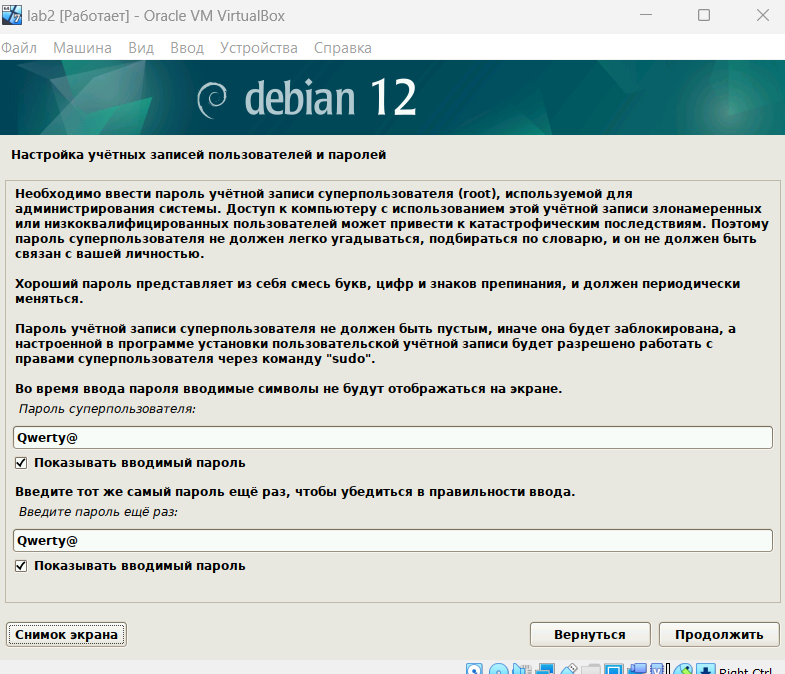 lab2 [Работает] - Oracle VM VirtualBox
Файл Машина Вид Ввод Устройства Справка
debian 12
Настройка учётных записей пользователей и паролей
Необходимо ввести пароль учётной записи суперпользователя (root), используемой для
администрирования системы. Доступ к компьютеру с использованием этой учётной записи злонамеренных
или низкоквалифицированных пользователей может привести к катастрофическим последствиям. Поэтому
пароль суперпользователя не должен легко угадываться, подбираться по словарю, и он не должен быть
связан с вашей личностью.
Хороший пароль представляет из себя смесь букв, цифр и знаков препинания, и должен периодически
меняться.
Пароль учётной записи суперпользователя не должен быть пустым, иначе она будет заблокирована, а
настроенной в программе установки пользовательской учётной записи будет разрешено работать с
правами суперпользователя через команду "sudo".
Во время ввода пароля вводимые символы не будут отображаться на экране.
Пароль суперпользователя:
Qwerty@
Показывать вводимый пароль
Введите тот же самый пароль ещё раз, чтобы убедиться в правильности ввода.
Введите пароль ещё раз:
Qwerty@
Показывать вводимый пароль
Снимок экрана Вернуться Продолжить
Right Ctrl